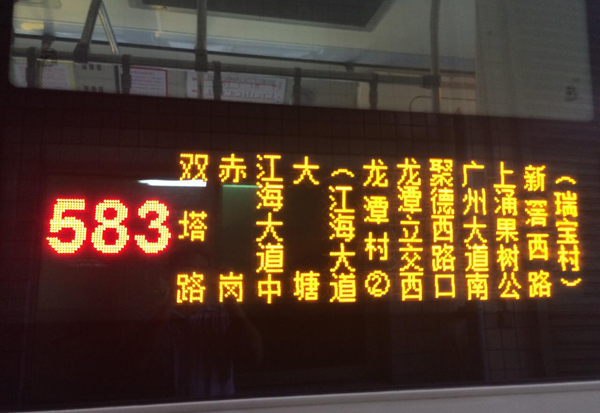 583
双塔路
赤岗
江海大道中
大塘
（江海大道
龙潭村②
龙潭立交西
聚德西路口
广州大道南
上涌果树公
新滘西路
（瑞宝村）